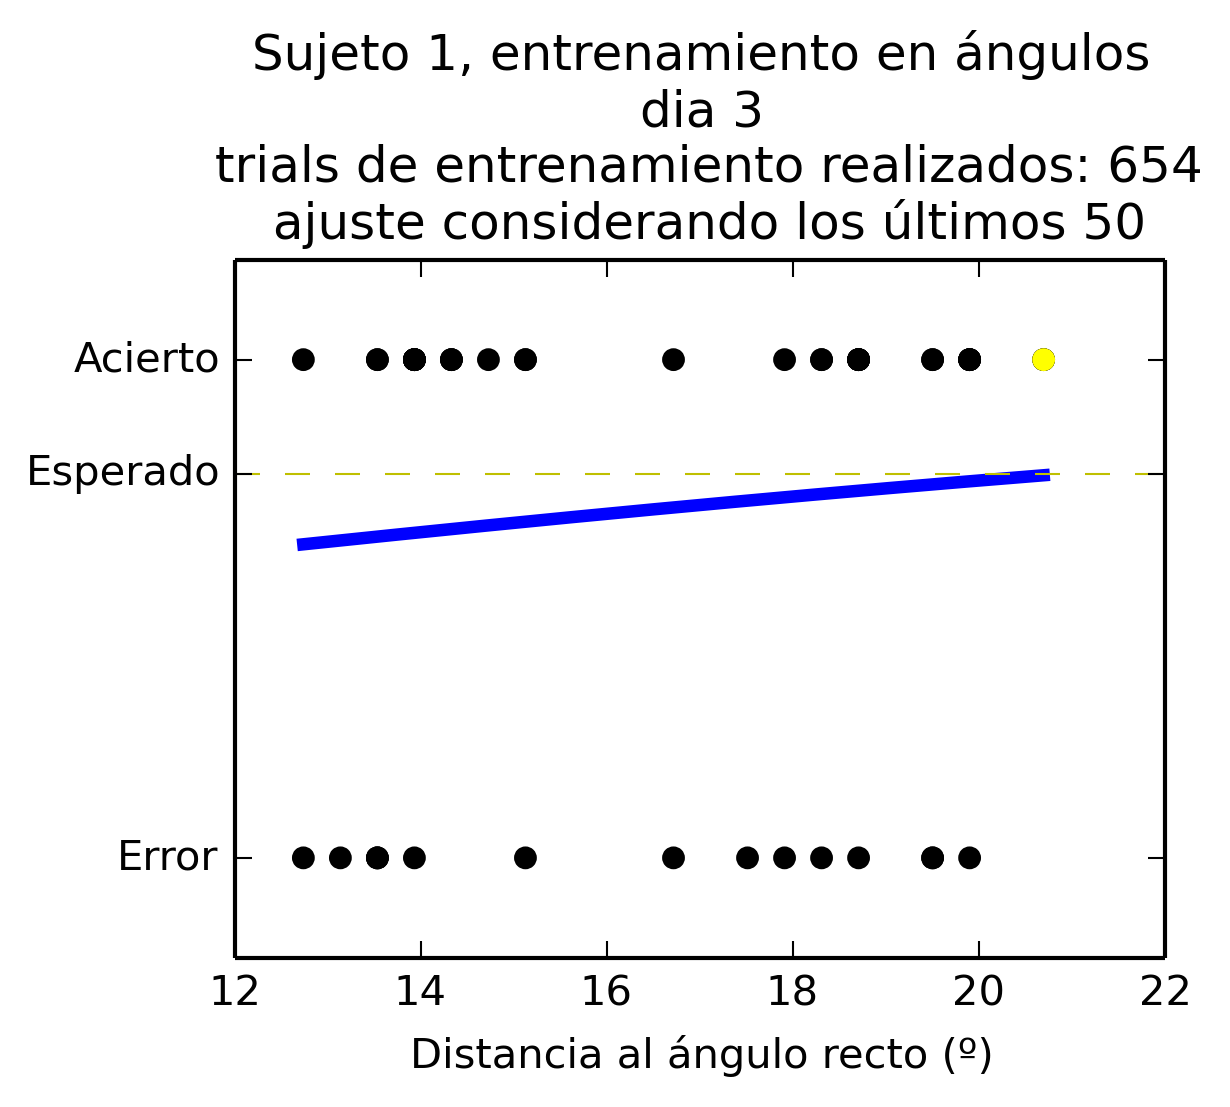 Sujeto 1, entrenamiento en ángulos
dia 3
trials de entrenamiento realizados: 654
ajuste considerando los últimos 50
Acierto
Esperado
Error
12 14 16 18 20 22
Distancia al ángulo recto (º)